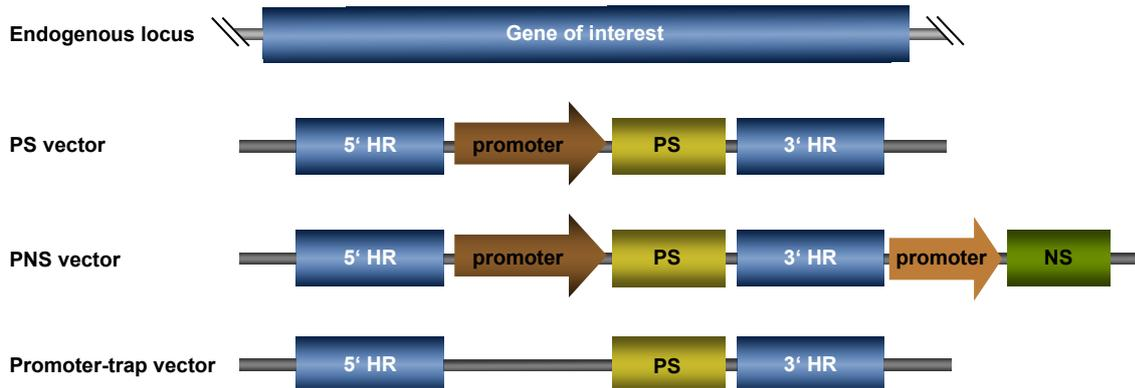 Endogenous locus Gene of interest
PS vector 5‘ HR promoter PS 3‘ HR
PNS vector 5‘ HR promoter PS 3‘ HR promoter NS
Promoter-trap vector 5‘ HR PS 3‘ HR